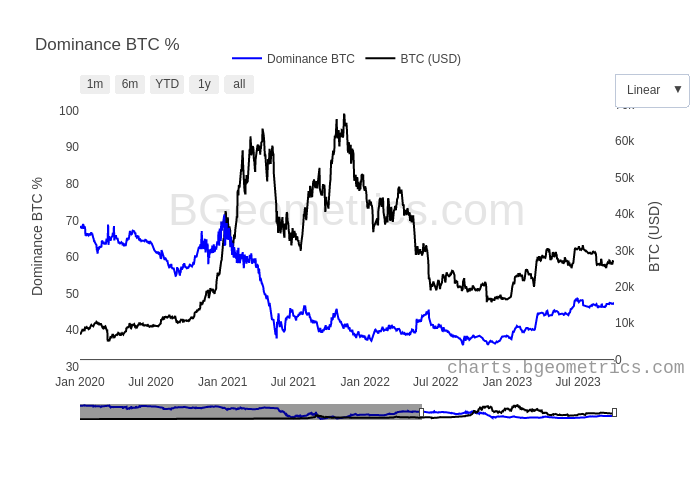 Dominance BTC %
Dominance BTC
BTC (USD)
1m
6m
YTD
1y
all
Linear ▼
100
90
80
70
60
50
40
30
Dominance BTC %
60k
50k
40k
30k
20k
10k
0
BTC (USD)
BGeometrics.com
charts.bgeometrics.com
Jan 2020
Jul 2020
Jan 2021
Jul 2021
Jan 2022
Jul 2022
Jan 2023
Jul 2023